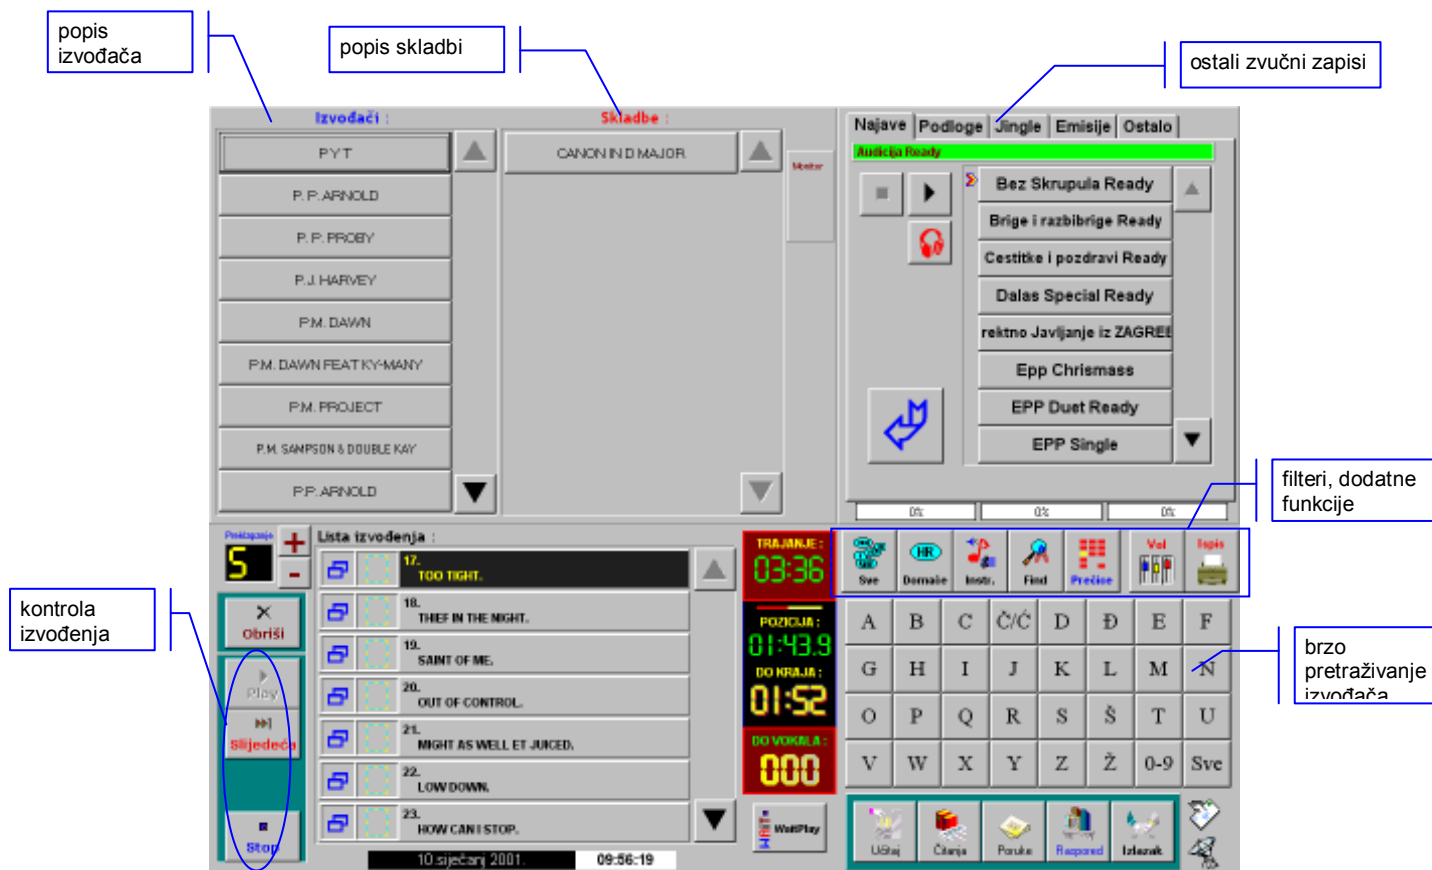 popis
izvođača
popis skladbi
ostali zvučni zapisi
Izvođači :
Skladbe :
PYT
P. P. ARNOLD
P. P. PROBY
P.J. HARVEY
P.M. DAWN
P.M. DAWN FEAT KY-MANY
P.M. PROJECT
P.M. SAMPSON & DOUBLE KAY
P.P. ARNOLD
CANON IN D MAJOR
Monitor
Najave Podloge Jingle Emisije Ostalo
Audicija Ready
Bez Skrupula Ready
Brige i razbibrige Ready
Cestitke i pozdravi Ready
Dalas Special Ready
rektno Javljanje iz ZAGREE
Epp Chrismass
EPP Duet Ready
EPP Single
0% 0% 0%
filteri, dodatne
funkcije
Preklapanje
5
+
-
Lista izvođenja :
17.
TOO TIGHT.
18.
THIEF IN THE NIGHT.
19.
SAINT OF ME.
20.
OUT OF CONTROL.
21.
MIGHT AS WELL ET JUICED.
22.
LOW DOWN.
23.
HOW CAN I STOP.
kontrola
izvođenja
Obriši
Play
Slijedeća
Stop
TRAJANJE :
03:36
POZICIJA :
01:43.9
DO KRAJA :
01:52
DO VOKALA :
000
WaitPlay
10.siječanj 2001. 09:56:19
Sve
HR
Domaće
Instr.
Find
Prečice
Vol
Ispis
A B C Č/Ć D Đ E F
G H I J K L M N
O P Q R S Š T U
V W X Y Z Ž 0-9 Sve
brzo
pretraživanje
izvođača
Učitaj Čitanja Poruke Raspored Izlazak